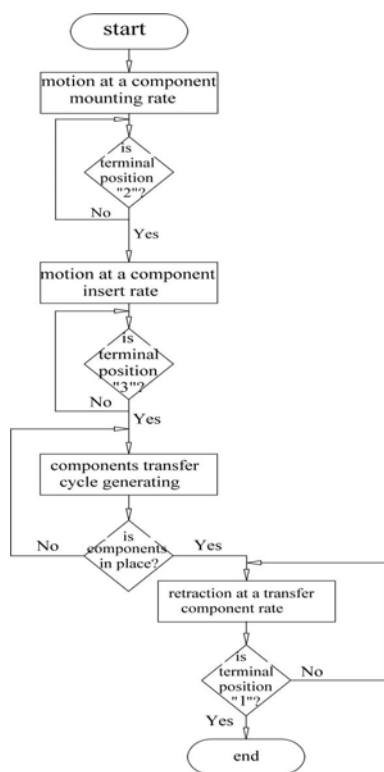 start
motion at a component
mounting rate
is
terminal
position
"2"?
No
Yes
motion at a component
insert rate
is
terminal
position
"3"?
No
Yes
components transfer
cycle generating
is
components
in place?
No
Yes
retraction at a transfer
component rate
is
terminal
position
"1"?
No
Yes
end